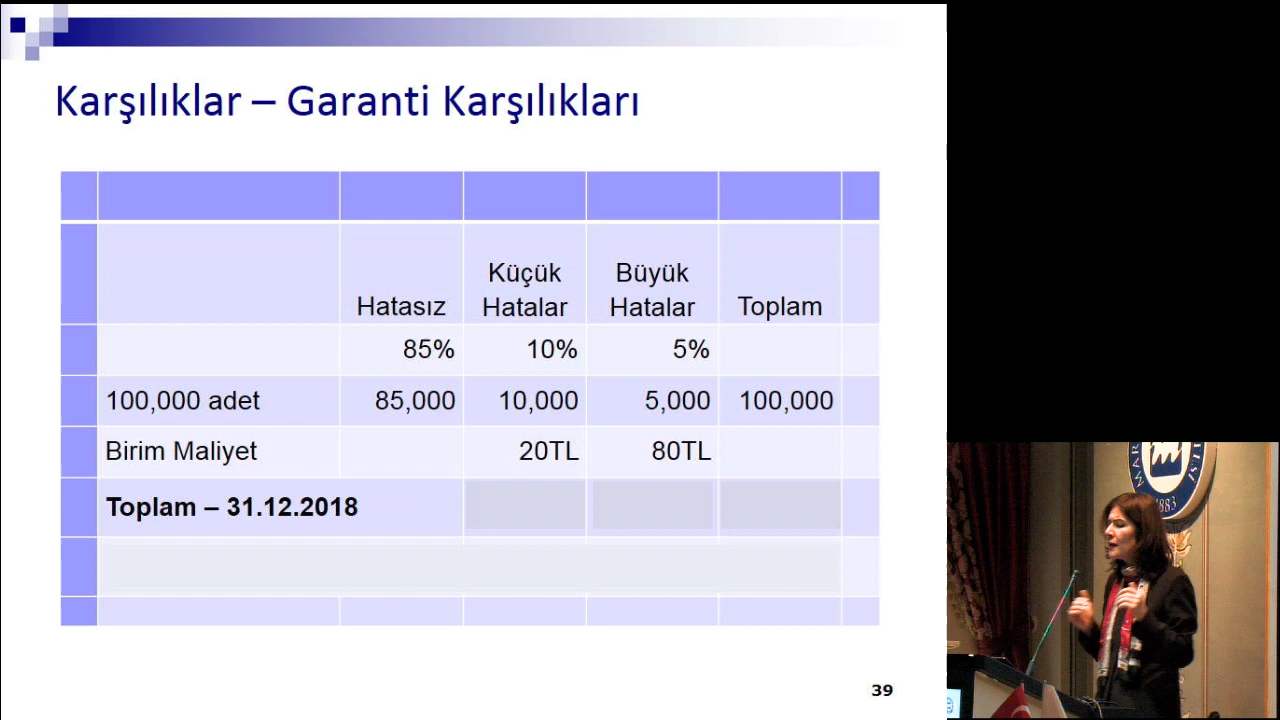 Karşılıklar – Garanti Karşılıkları
Hatasız
Küçük
Hatalar
Büyük
Hatalar
Toplam
85% 10% 5%
100,000 adet 85,000 10,000 5,000 100,000
Birim Maliyet 20TL 80TL
Toplam – 31.12.2018
39
1883